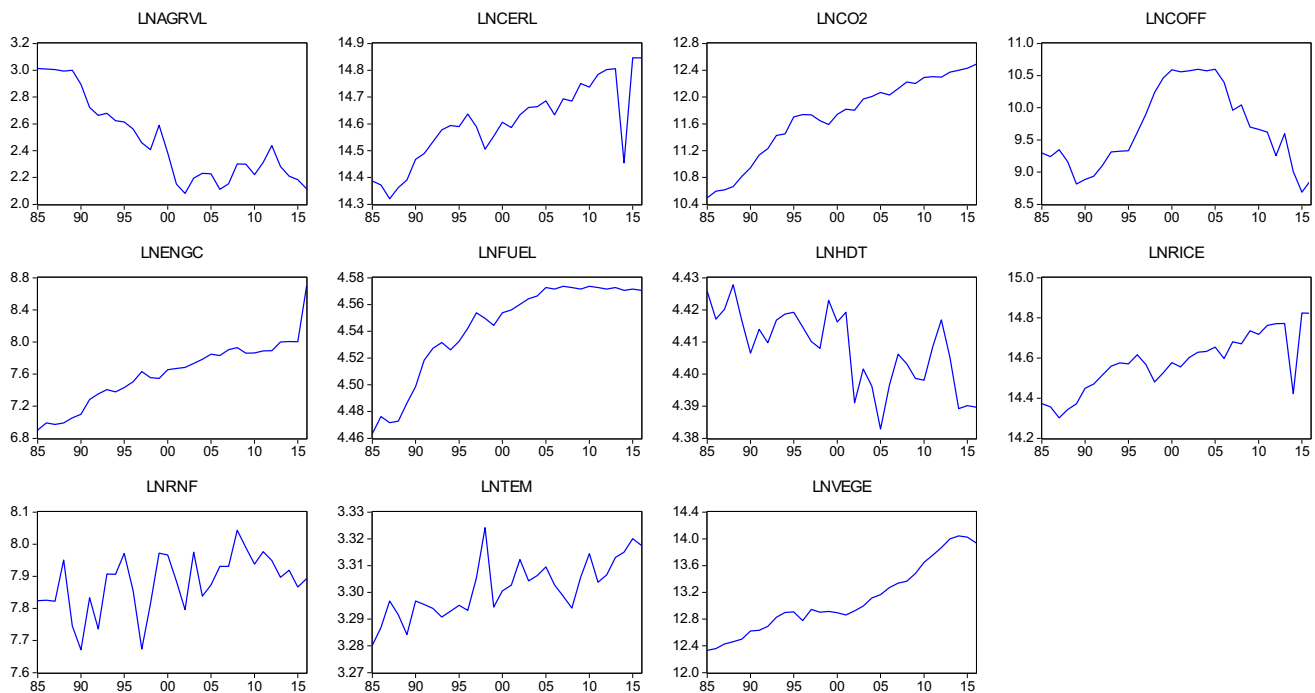 LNAGRVL LNCERL LNCO2 LNCOFF
3.2 14.9 12.8 11.0
3.0 14.8 12.4 10.5
2.8 14.7 12.0 10.0
2.6 14.6 11.6 9.5
2.4 14.5 11.2 9.0
2.2 14.4 10.8 8.5
2.0 14.3 10.4
85 90 95 00 05 10 15 85 90 95 00 05 10 15 85 90 95 00 05 10 15 85 90 95 00 05 10 15
LNENGC LNFUEL LNHDT LNRICE
8.8 4.58 4.43 15.0
8.4 4.56 4.42 14.8
8.0 4.54 4.41 14.6
7.6 4.52 4.40 14.4
7.2 4.50 4.39 14.2
6.8 4.48 4.38
4.46
85 90 95 00 05 10 15 85 90 95 00 05 10 15 85 90 95 00 05 10 15 85 90 95 00 05 10 15
LNRNF LNTEM LNVEGE
8.1 3.33 14.4
8.0 3.32 14.0
7.9 3.31 13.6
7.8 3.30 13.2
7.7 3.29 12.8
7.6 3.28 12.4
3.27 12.0
85 90 95 00 05 10 15 85 90 95 00 05 10 15 85 90 95 00 05 10 15